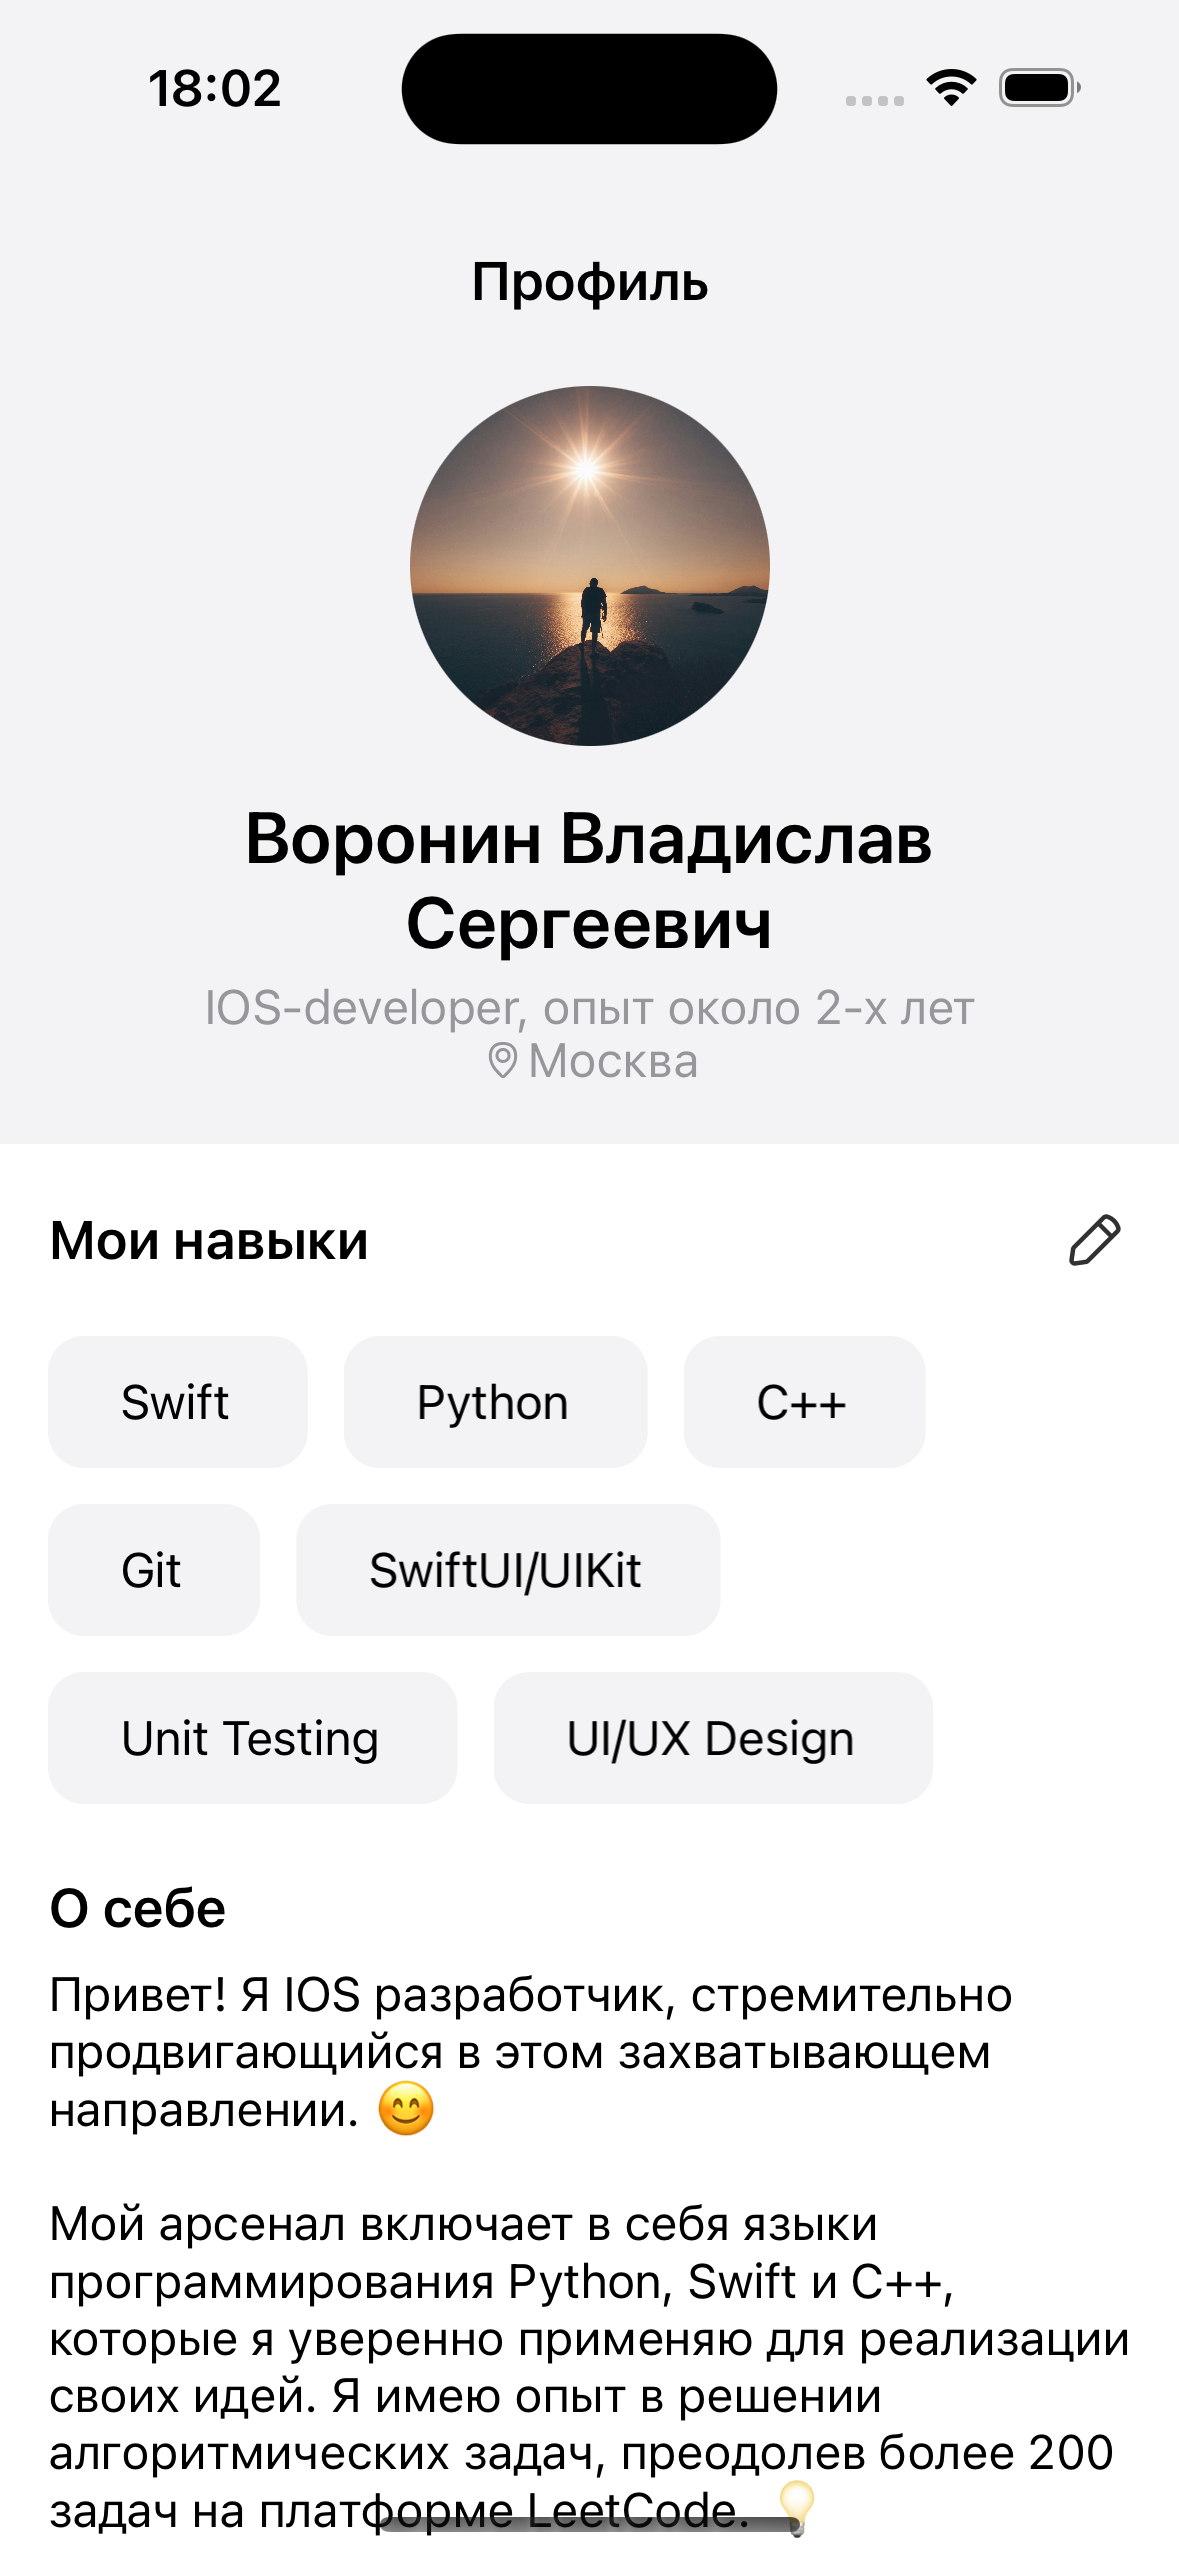 18:02
Профиль
Воронин Владислав
Сергеевич
IOS-developer, опыт около 2-х лет
Москва
Мои навыки
Swift Python C++
Git SwiftUI/UIKit
Unit Testing UI/UX Design
О себе
Привет! Я IOS разработчик, стремительно
продвигающийся в этом захватывающем
направлении. 😊
Мой арсенал включает в себя языки
программирования Python, Swift и C++,
которые я уверенно применяю для реализации
своих идей. Я имею опыт в решении
алгоритмических задач, преодолев более 200
задач на платформе LeetCode. 💡